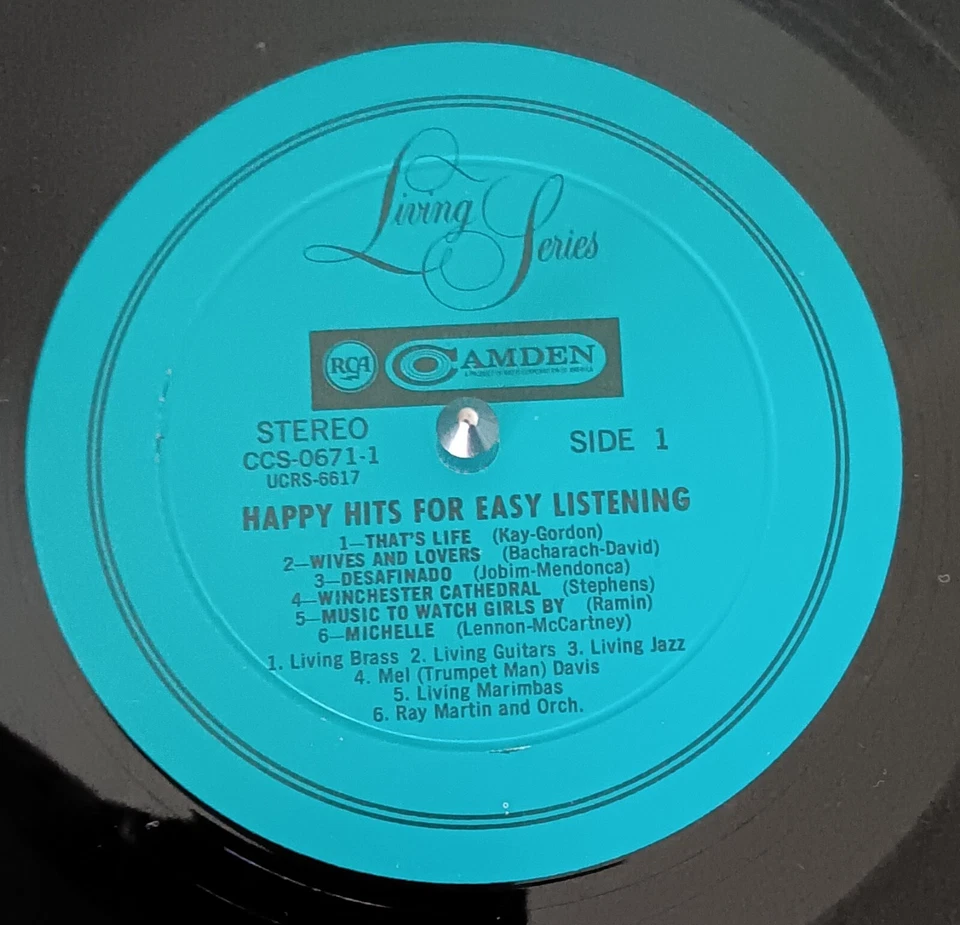 Living Series
RCA CAMDEN
STEREO
SIDE 1
CCS-0671-1
UCRS-6617
HAPPY HITS FOR EASY LISTENING
1—THAT'S LIFE (Kay-Gordon)
2—WIVES AND LOVERS (Bacharach-David)
3—DESAFINADO (Jobim-Mendonca)
4—WINCHESTER CATHEDRAL (Stephens)
5—MUSIC TO WATCH GIRLS BY (Ramin)
6—MICHELLE (Lennon-McCartney)
1. Living Brass 2. Living Guitars 3. Living Jazz
4. Mel (Trumpet Man) Davis
5. Living Marimbas
6. Ray Martin and Orch.